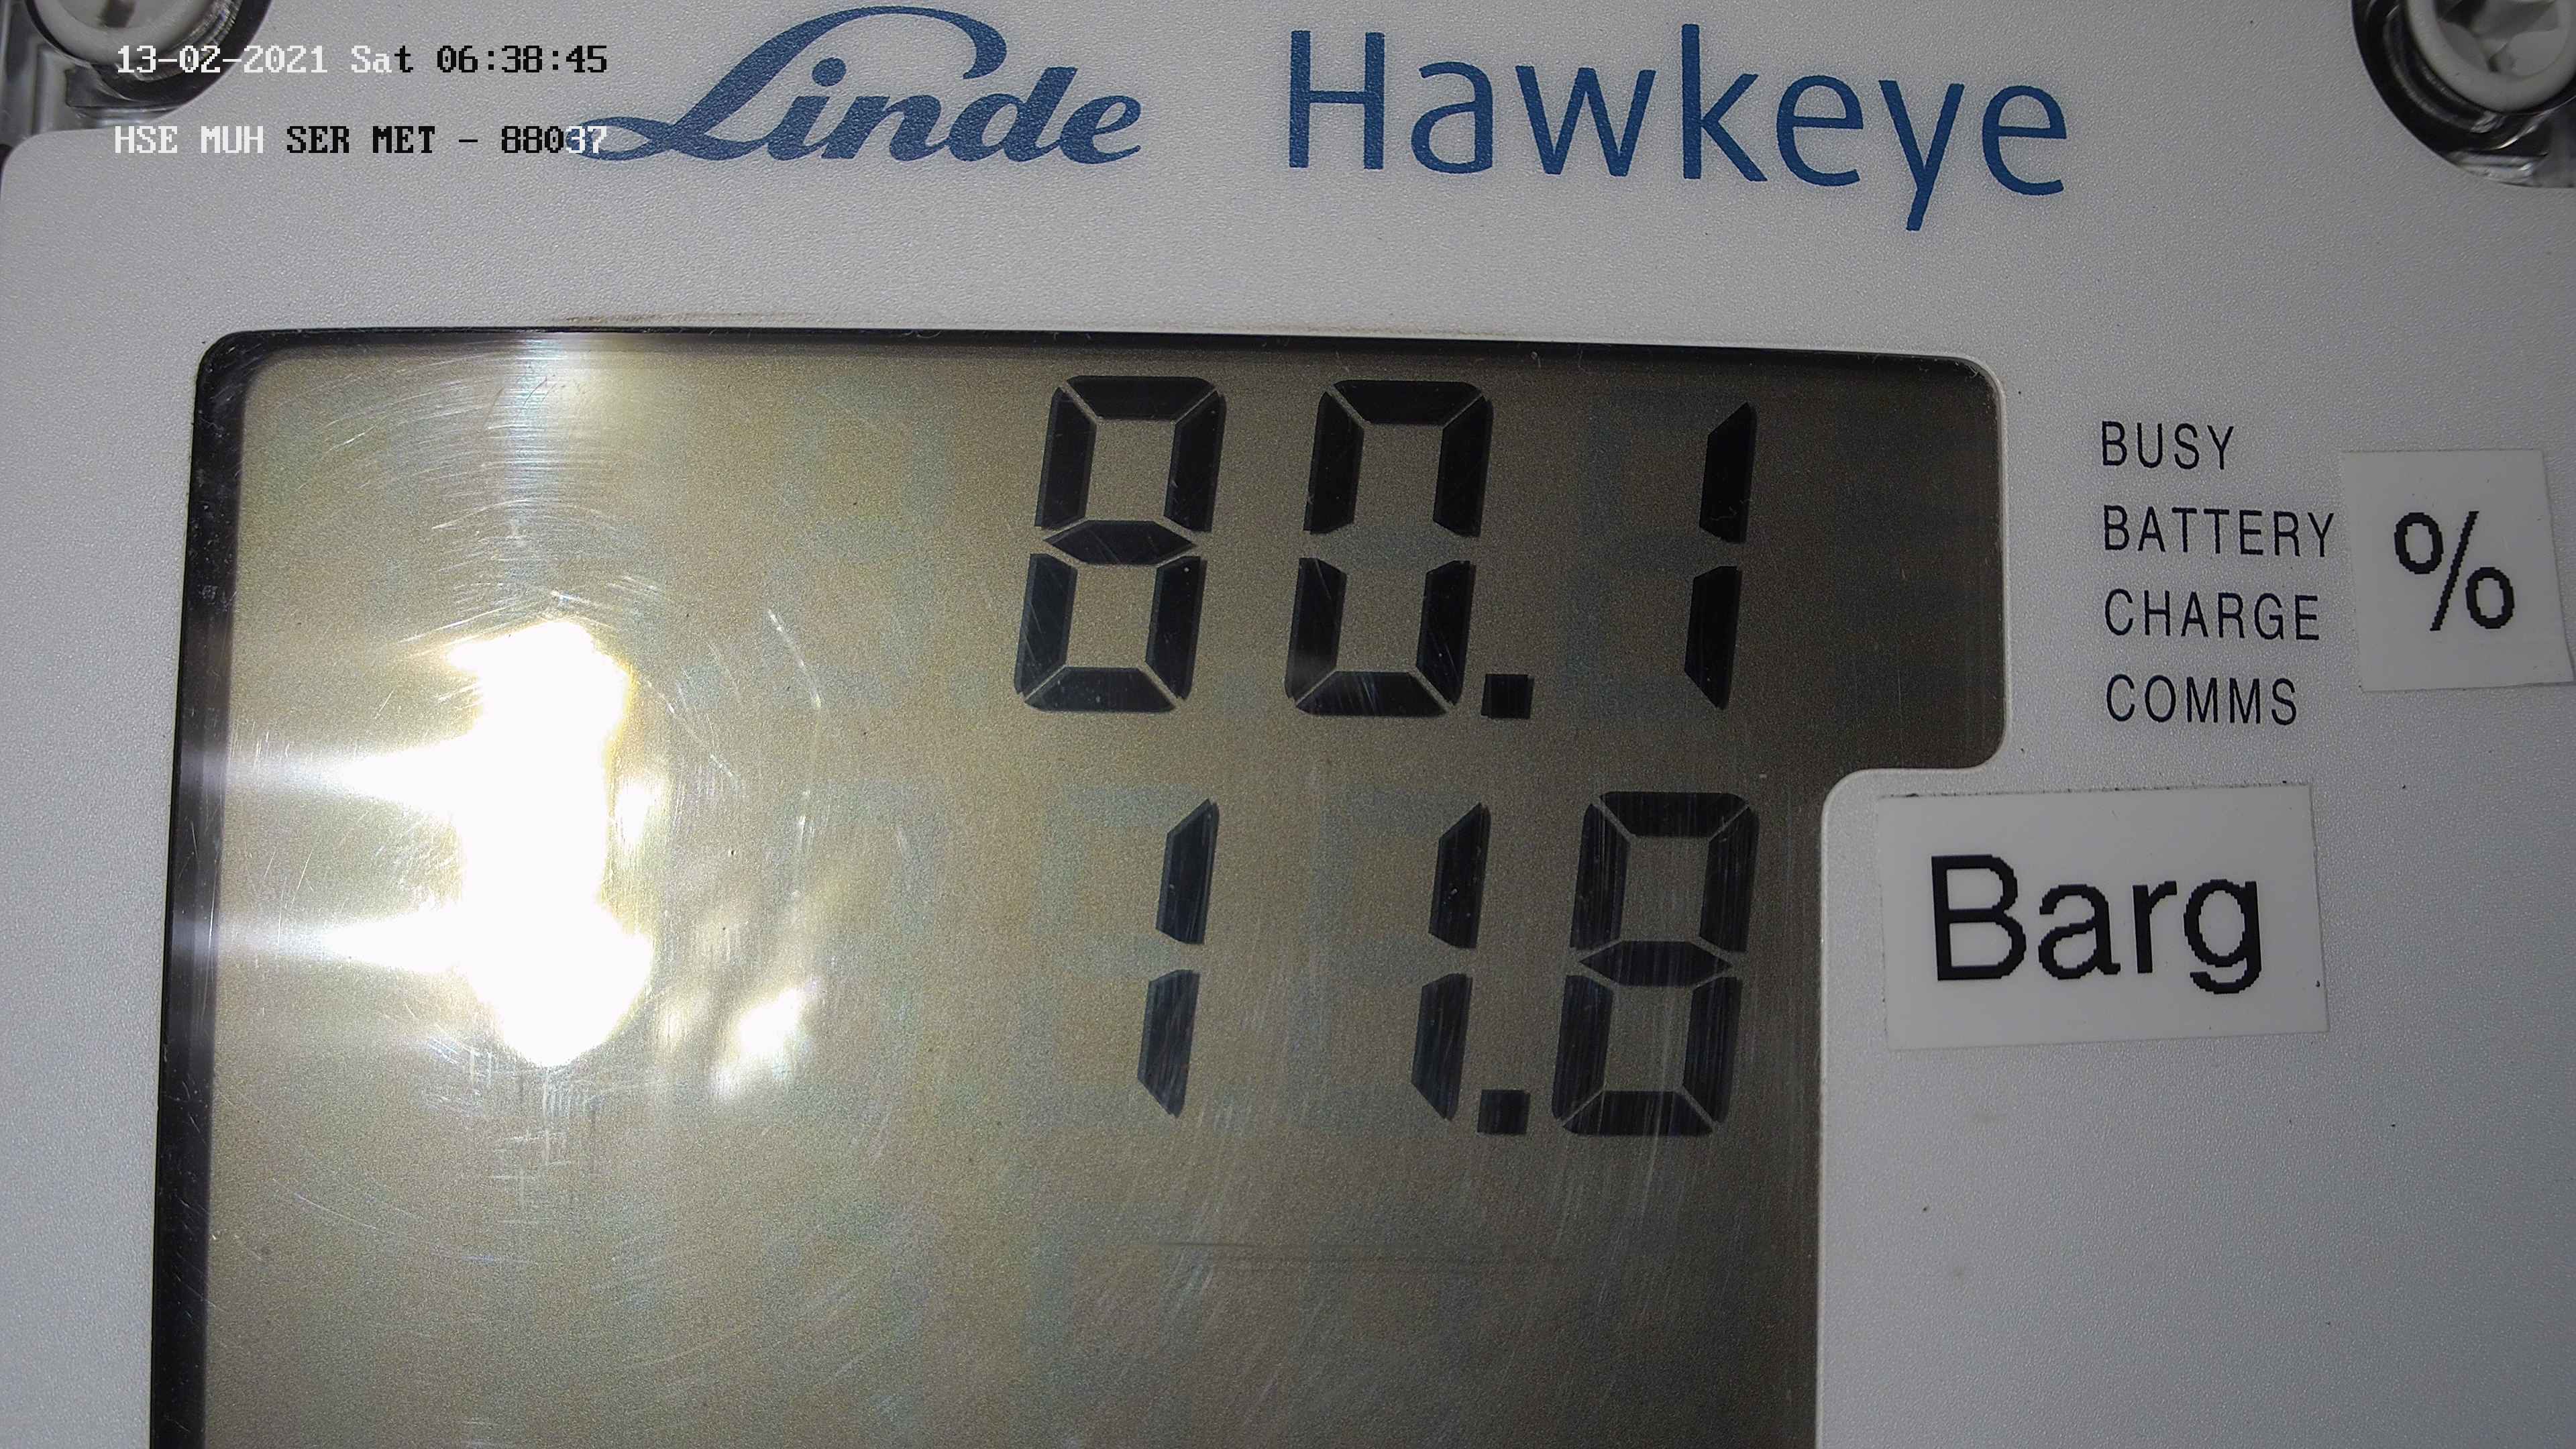 13-02-2021 Sat 06:38:45
HSE MUH SER MET - 88037
Linde Hawkeye
80.1
BUSY
BATTERY
CHARGE
COMMS
%
11.8
Barg